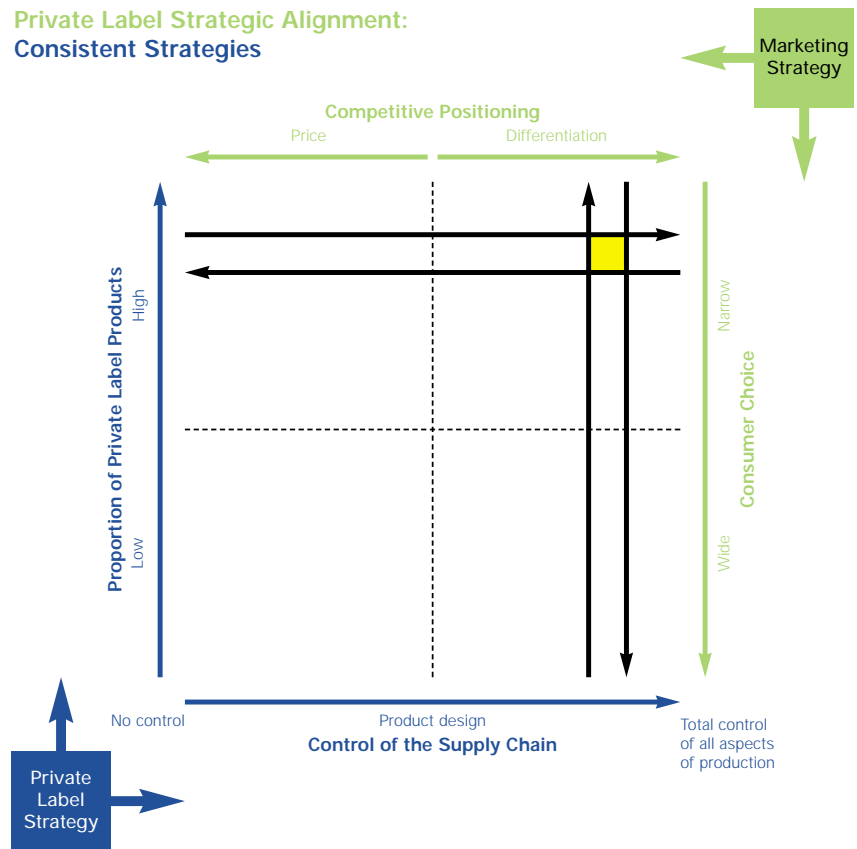 Private Label Strategic Alignment:
Consistent Strategies
Marketing
Strategy
Competitive Positioning
Price
Differentiation
Proportion of Private Label Products
High
Low
Narrow
Wide
Consumer Choice
No control
Product design
Total control
of all aspects
of production
Control of the Supply Chain
Private
Label
Strategy